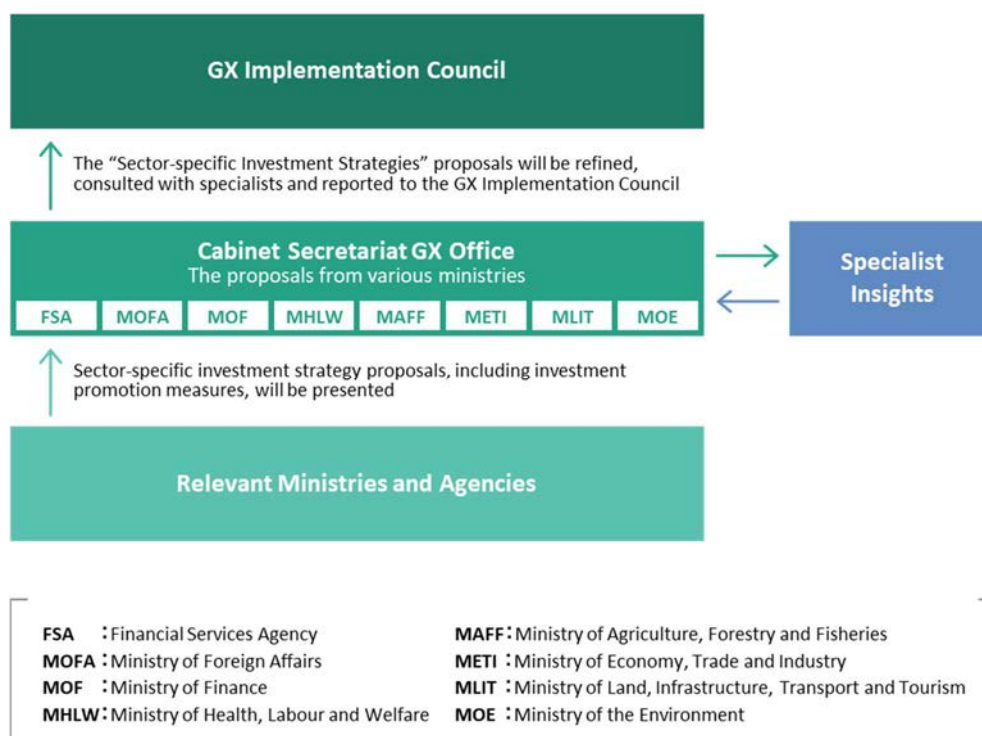 GX Implementation Council
The “Sector-specific Investment Strategies” proposals will be refined,
consulted with specialists and reported to the GX Implementation Council
Cabinet Secretariat GX Office
The proposals from various ministries
FSA MOFA MOF MHLW MAFF METI MLIT MOE
Specialist
Insights
Sector-specific investment strategy proposals, including investment
promotion measures, will be presented
Relevant Ministries and Agencies
FSA : Financial Services Agency
MOFA : Ministry of Foreign Affairs
MOF : Ministry of Finance
MHLW : Ministry of Health, Labour and Welfare
MAFF : Ministry of Agriculture, Forestry and Fisheries
METI : Ministry of Economy, Trade and Industry
MLIT : Ministry of Land, Infrastructure, Transport and Tourism
MOE : Ministry of the Environment